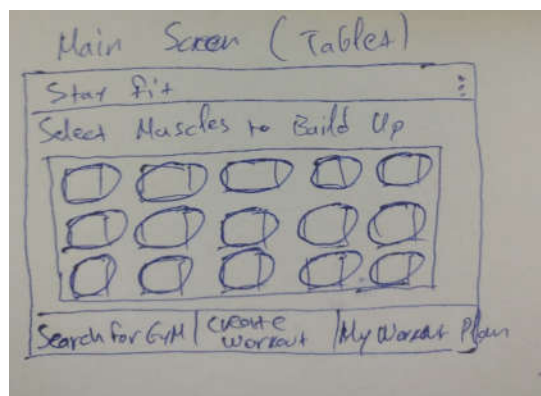 Main Screen (Tablet)
Stay Fit
Select Muscles to Build Up
Search for GyM
Create Workout
My Workout Plan